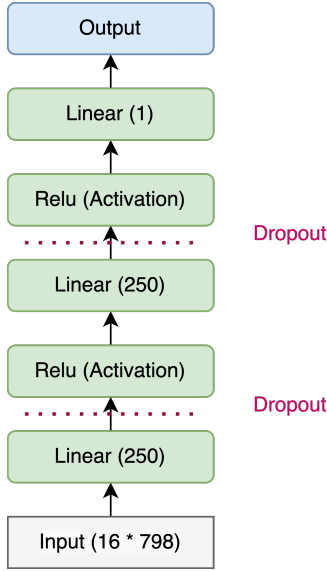 Output
Linear (1)
Relu (Activation)
Dropout
Linear (250)
Relu (Activation)
Dropout
Linear (250)
Input (16 * 798)